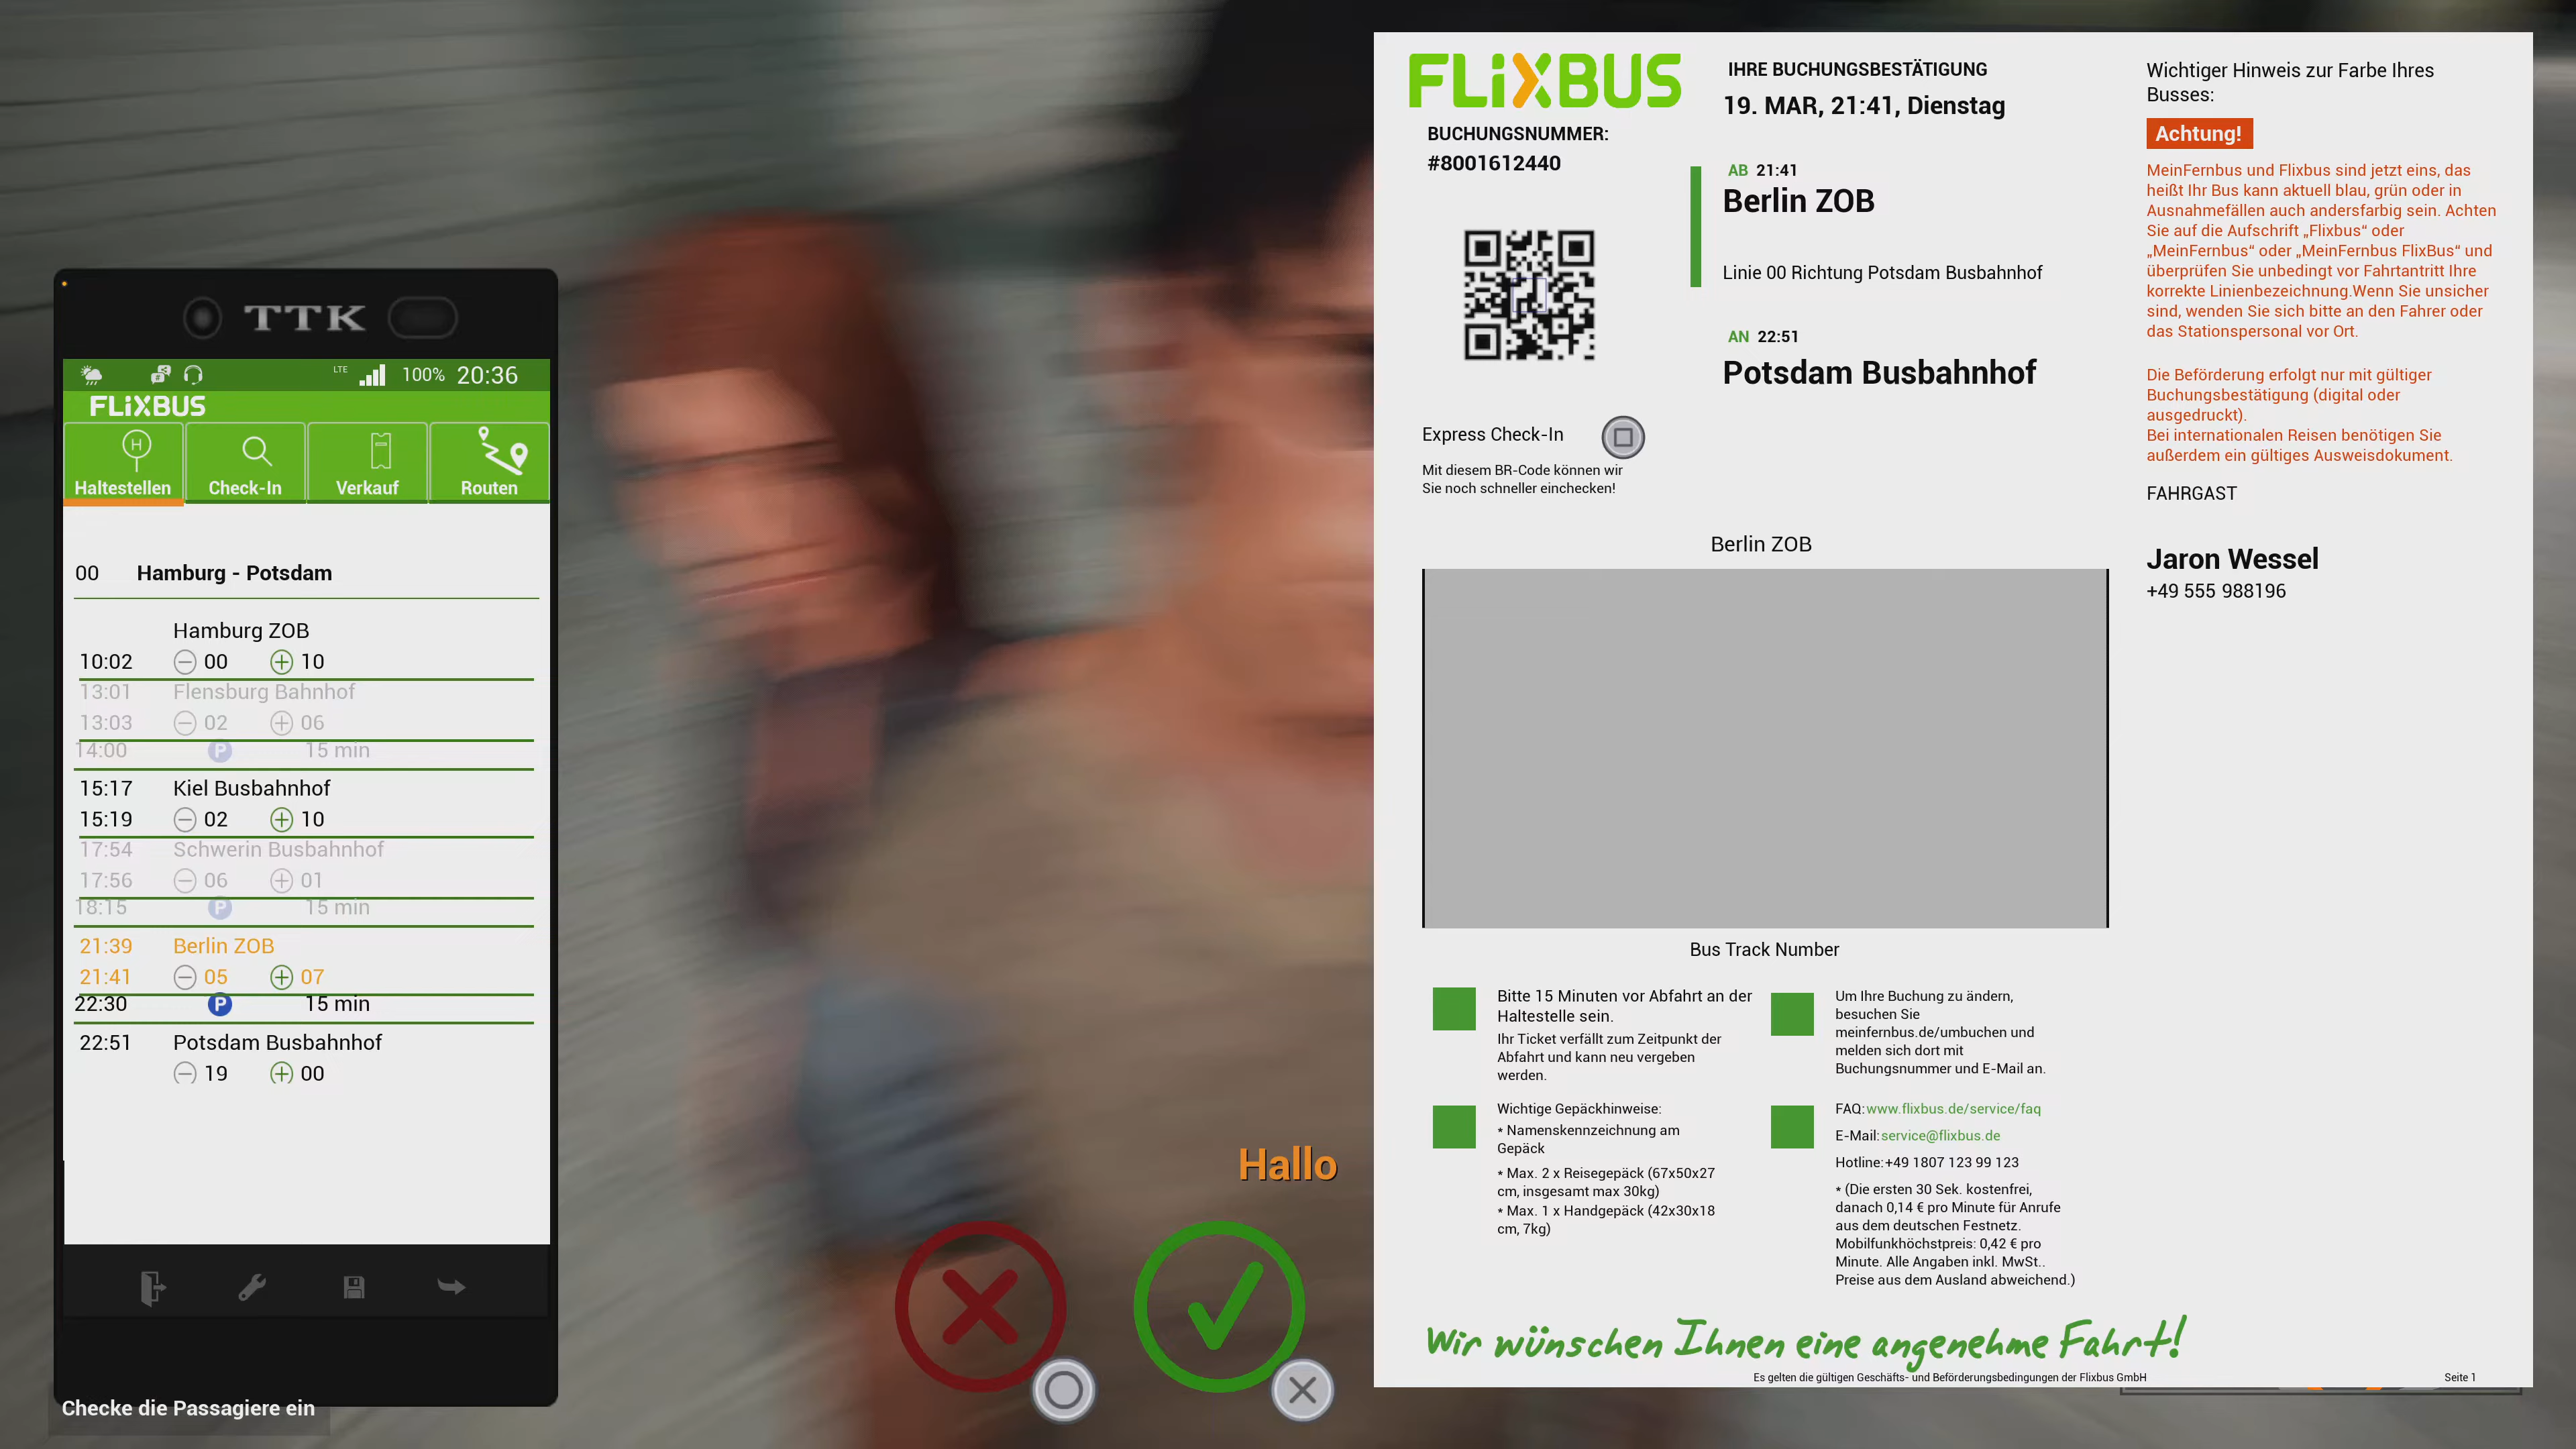 TTK
LTE 100% 20:36
FLiXBUS
Haltestellen Check-In Verkauf Routen
00 Hamburg - Potsdam
Hamburg ZOB
10:02 00 10
13:01 Flensburg Bahnhof
13:03 02 06
14:00 P 15 min
15:17 Kiel Busbahnhof
15:19 02 10
17:54 Schwerin Busbahnhof
17:56 06 01
18:15 P 15 min
21:39 Berlin ZOB
21:41 05 07
22:30 P 15 min
22:51 Potsdam Busbahnhof
19 00
Checke die Passagiere ein
Hallo
FLiXBUS
BUCHUNGSNUMMER:
#8001612440
Express Check-In
Mit diesem BR-Code können wir
Sie noch schneller einchecken!
IHRE BUCHUNGSBESTÄTIGUNG
19. MAR, 21:41, Dienstag
AB 21:41
Berlin ZOB
Linie 00 Richtung Potsdam Busbahnhof
AN 22:51
Potsdam Busbahnhof
Berlin ZOB
Bus Track Number
Bitte 15 Minuten vor Abfahrt an der
Haltestelle sein.
Ihr Ticket verfällt zum Zeitpunkt der
Abfahrt und kann neu vergeben
werden.
Wichtige Gepäckhinweise:
* Namenskennzeichnung am
Gepäck
* Max. 2 x Reisegepäck (67x50x27
cm, insgesamt max 30kg)
* Max. 1 x Handgepäck (42x30x18
cm, 7kg)
Um Ihre Buchung zu ändern,
besuchen Sie
meinfernbus.de/umbuchen und
melden sich dort mit
Buchungsnummer und E-Mail an.
FAQ: www.flixbus.de/service/faq
E-Mail: service@flixbus.de
Hotline: +49 1807 123 99 123
* (Die ersten 30 Sek. kostenfrei,
danach 0,14 € pro Minute für Anrufe
aus dem deutschen Festnetz.
Mobilfunkhöchstpreis: 0,42 € pro
Minute. Alle Angaben inkl. MwSt..
Preise aus dem Ausland abweichend.)
Wichtiger Hinweis zur Farbe Ihres
Busses:
Achtung!
MeinFernbus und Flixbus sind jetzt eins, das
heißt Ihr Bus kann aktuell blau, grün oder in
Ausnahmefällen auch andersfarbig sein. Achten
Sie auf die Aufschrift „Flixbus“ oder
„MeinFernbus“ oder „MeinFernbus FlixBus“ und
überprüfen Sie unbedingt vor Fahrtantritt Ihre
korrekte Linienbezeichnung.Wenn Sie unsicher
sind, wenden Sie sich bitte an den Fahrer oder
das Stationspersonal vor Ort.
Die Beförderung erfolgt nur mit gültiger
Buchungsbestätigung (digital oder
ausgedruckt).
Bei internationalen Reisen benötigen Sie
außerdem ein gültiges Ausweisdokument.
FAHRGAST
Jaron Wessel
+49 555 988196
Wir wünschen Ihnen eine angenehme Fahrt!
Es gelten die gültigen Geschäfts- und Beförderungsbedingungen der Flixbus GmbH
Seite 1